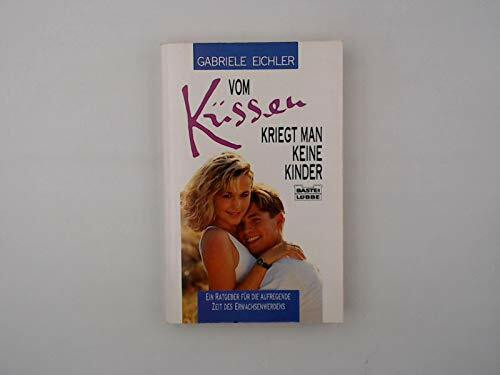 GABRIELE EICHLER
VOM
Küssen
KRIEGT MAN
KEINE
KINDER
BASTEI
LÜBBE
EIN RATGEBER FÜR DIE AUFREGENDE
ZEIT DES ERWACHSENWERDENS